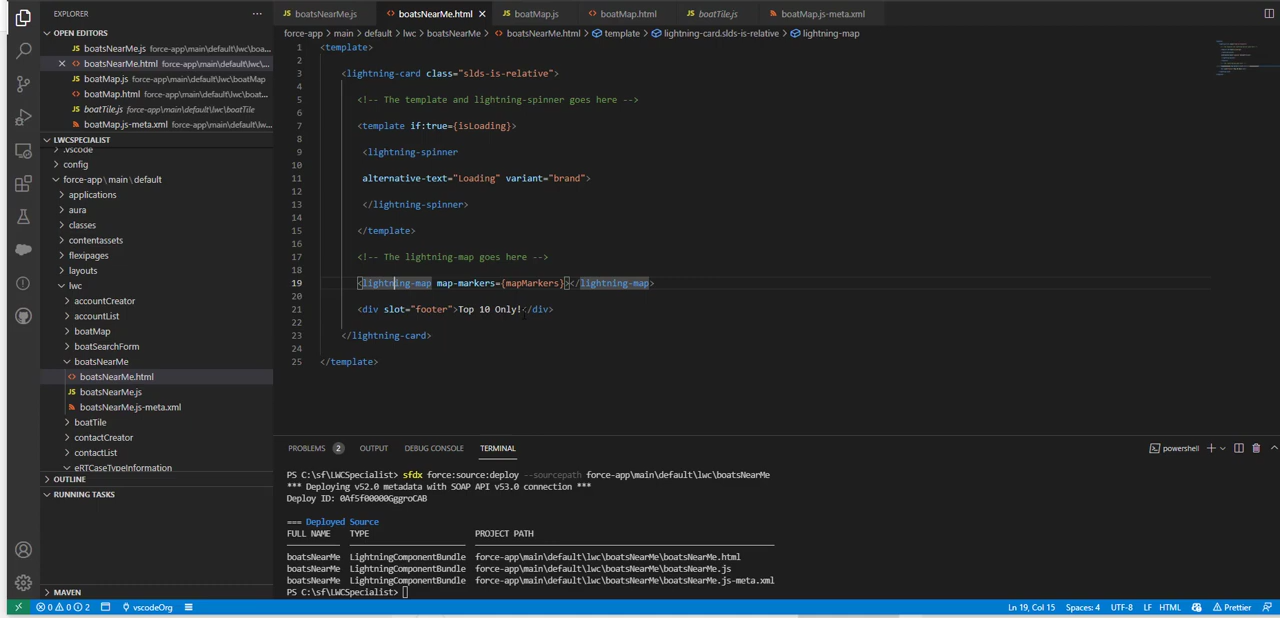 EXPLORER
OPEN EDITORS
JS boatsNearMe.js force-app\main\default\lwc\boa...
boatsNearMe.html force-app\main\default\lwc\...
JS boatMap.js force-app\main\default\lwc\boatMap
boatMap.html force-app\main\default\lwc\boat...
JS boatTile.js force-app\main\default\lwc\boatTile
boatMap.js-meta.xml force-app\main\default\lw...
LWCSPECIALIST
.vscode
config
force-app \ main \ default
applications
aura
classes
contentassets
flexipages
layouts
lwc
accountCreator
accountList
boatMap
boatSearchForm
boatsNearMe
boatsNearMe.html
JS boatsNearMe.js
boatsNearMe.js-meta.xml
boatTile
contactCreator
contactList
eRTCaseTypeInformation
OUTLINE
RUNNING TASKS
MAVEN
JS boatsNearMe.js boatsNearMe.html JS boatMap.js boatMap.html JS boatTile.js boatMap.js-meta.xml
force-app > main > default > lwc > boatsNearMe > boatsNearMe.html > template > lightning-card.slds-is-relative > lightning-map
1 <template>
2
3 <lightning-card class="slds-is-relative">
4
5 <!-- The template and lightning-spinner goes here -->
6
7 <template if:true={isLoading}>
8
9 <lightning-spinner
10
11 alternative-text="Loading" variant="brand">
12
13 </lightning-spinner>
14
15 </template>
16
17 <!-- The lightning-map goes here -->
18
19 <lightning-map map-markers={mapMarkers}></lightning-map>
20
21 <div slot="footer">Top 10 Only!</div>
22
23 </lightning-card>
24
25 </template>
PROBLEMS 2 OUTPUT DEBUG CONSOLE TERMINAL
powershell
PS C:\sf\LWCSpecialist> sfdx force:source:deploy --sourcepath force-app\main\default\lwc\boatsNearMe
*** Deploying v52.0 metadata with SOAP API v53.0 connection ***
Deploy ID: 0Af5f00000GggroCAB
=== Deployed Source
FULL NAME TYPE PROJECT PATH
boatsNearMe LightningComponentBundle force-app\main\default\lwc\boatsNearMe\boatsNearMe.html
boatsNearMe LightningComponentBundle force-app\main\default\lwc\boatsNearMe\boatsNearMe.js
boatsNearMe LightningComponentBundle force-app\main\default\lwc\boatsNearMe\boatsNearMe.js-meta.xml
PS C:\sf\LWCSpecialist>
0 0 2 vscodeOrg Ln 19, Col 15 Spaces: 4 UTF-8 LF HTML Prettier